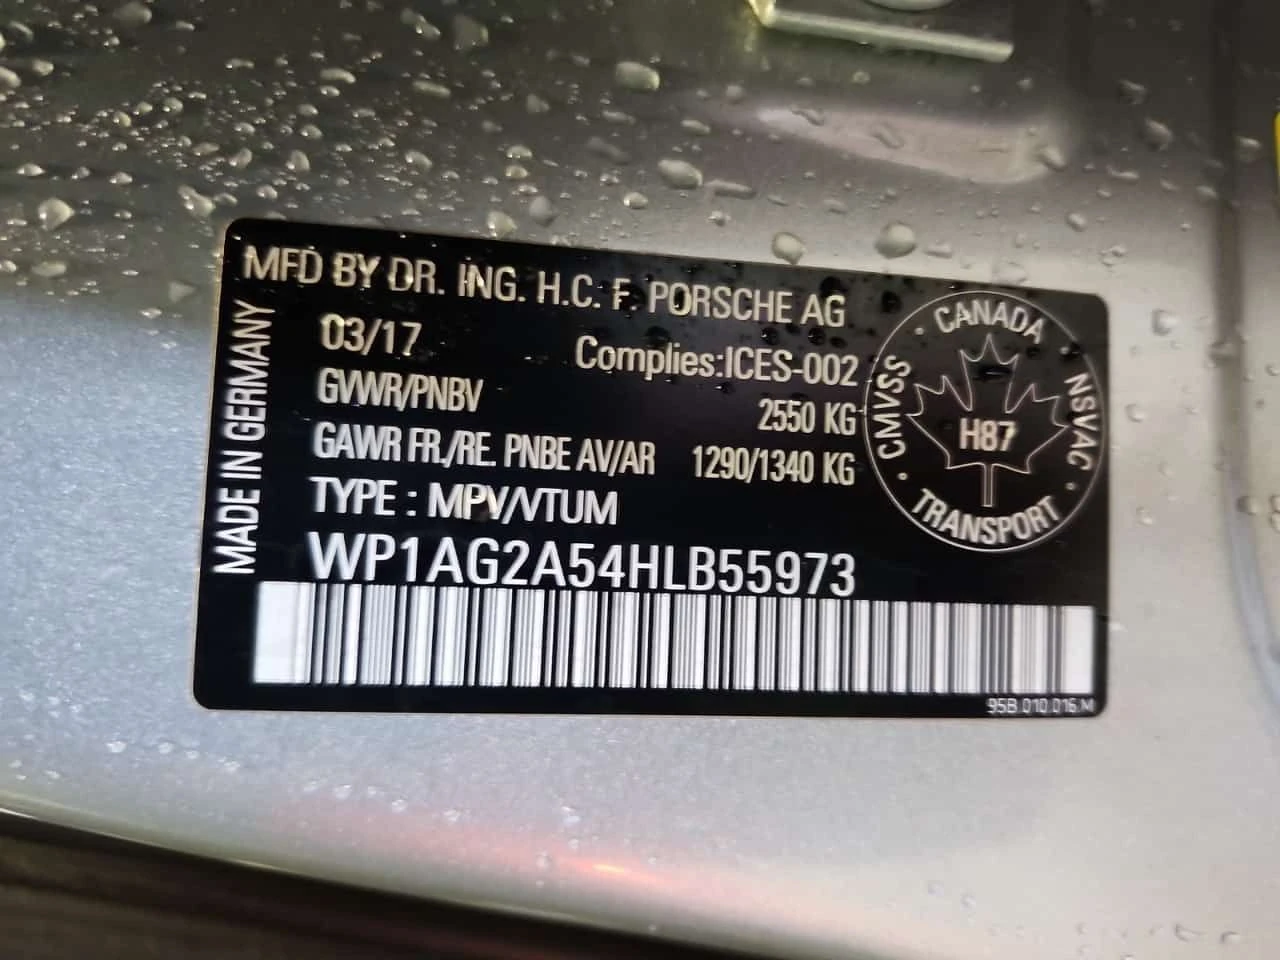 MFD BY DR. ING. H.C. F. PORSCHE AG
03/17 Complies:ICES-002
GVWR/PNBV 2550 KG
GAWR FR./RE. PNBE AV/AR 1290/1340 KG
TYPE : MPV/VTUM
WP1AG2A54HLB55973
MADE IN GERMANY
CANADA
CMVSS
NSVAC
H87
TRANSPORT
95B.010.016.M